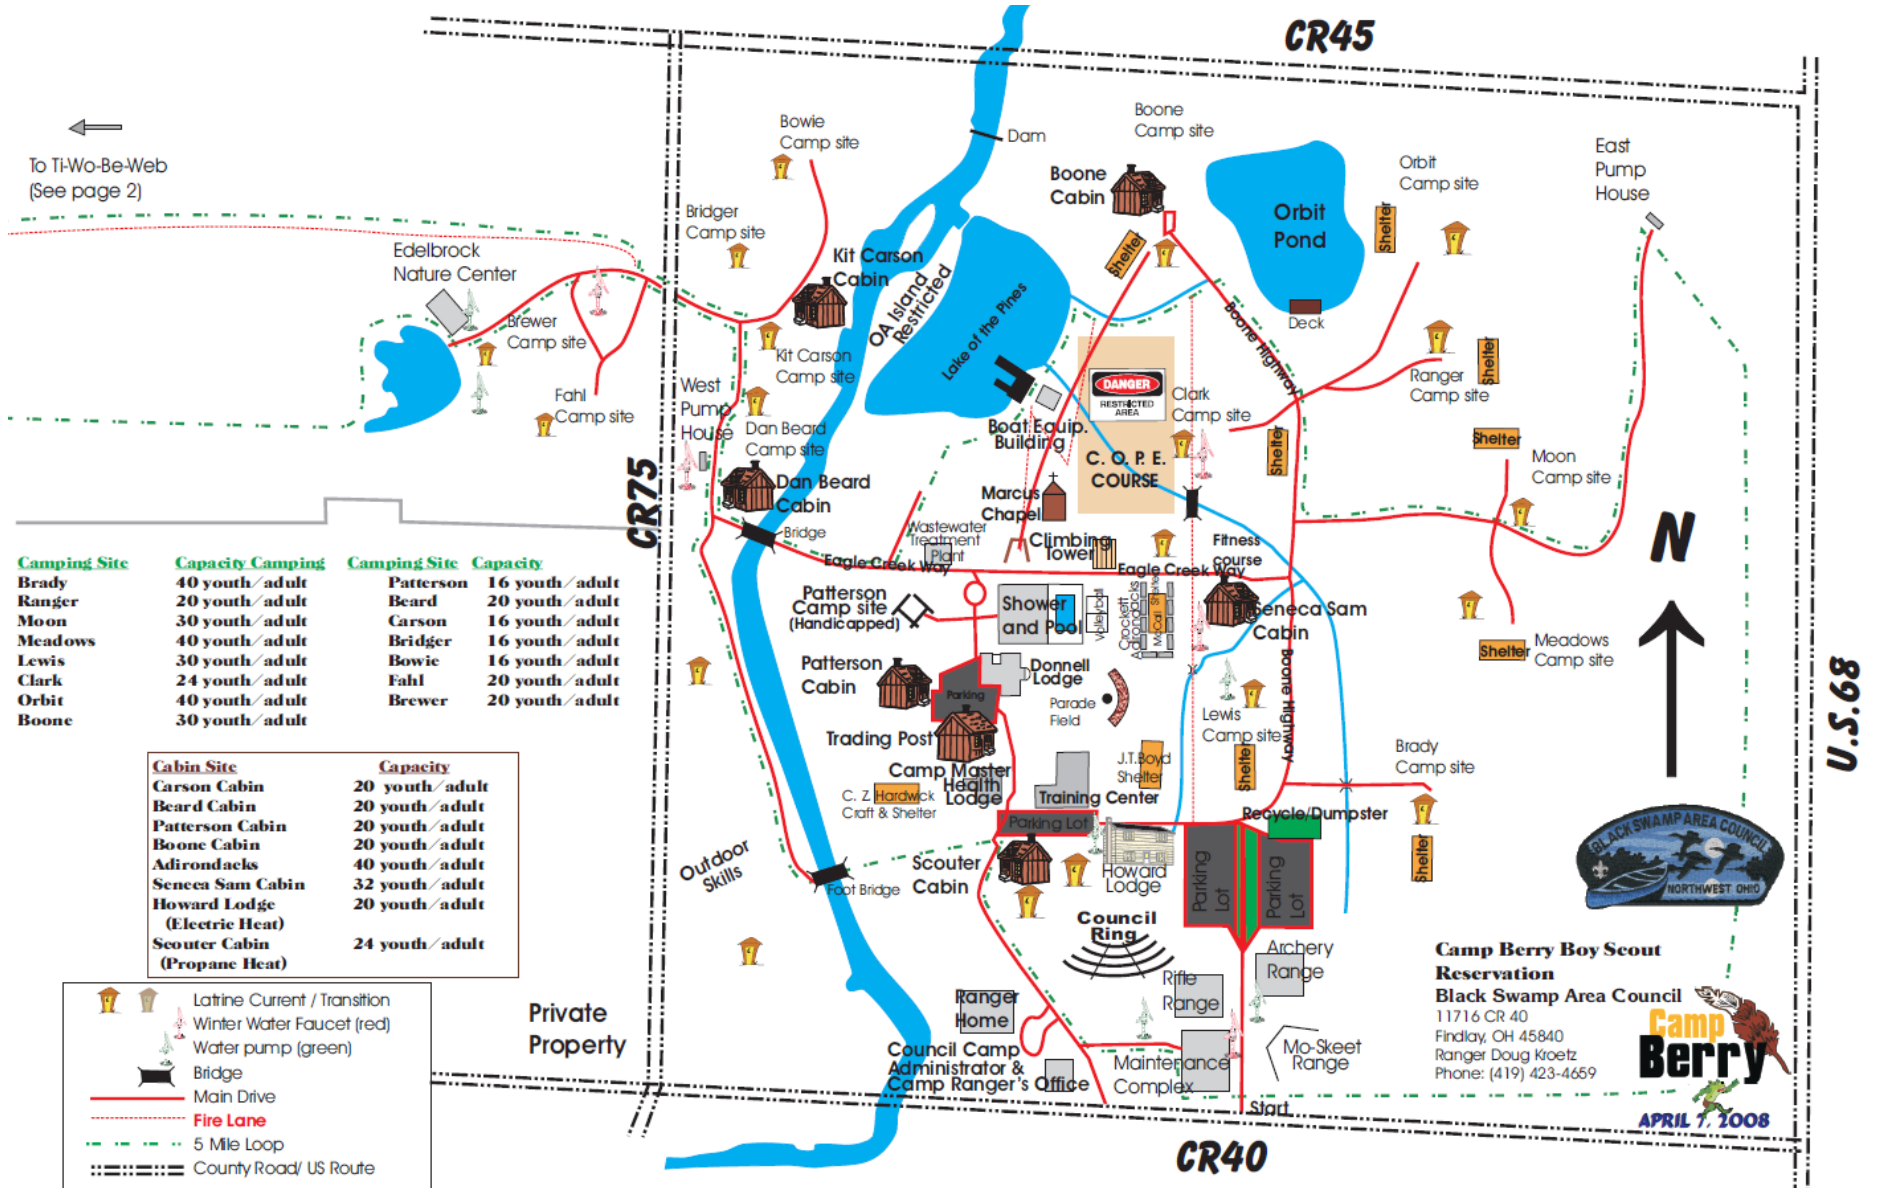 CR45
Bowie
Camp site
Dam
Boone
Camp site
To Ti-Wo-Be-Web
(See page 2)
Boone
Cabin
Orbit
Camp site
East
Pump
House
Bridger
Camp site
Shelter
Orbit
Pond
Shelter
Edelbrock
Nature Center
Kit Carson
Cabin
OA Island
Restricted
Lake of the Pines
Deck
Boone Highway
Brewer
Camp site
Kit Carson
Camp site
Fahl
Camp site
West
Pump
House
DANGER
RESTRICTED
AREA
Clark
Camp site
Ranger
Camp site
Shelter
Dan Beard
Camp site
Boat Equip.
Building
C. O. P. E.
COURSE
Shelter
Shelter
Moon
Camp site
CR75
Dan Beard
Cabin
Marcus
Chapel
Bridge
Wastewater
Treatment
Plant
Climbing
Tower
Fitness
course
N
Eagle Creek Way
Eagle Creek Way
Camping Site Capacity Camping Camping Site Capacity
Brady 40 youth/adult Patterson 16 youth/adult
Ranger 20 youth/adult Beard 20 youth/adult
Moon 30 youth/adult Carson 16 youth/adult
Meadows 40 youth/adult Bridger 16 youth/adult
Lewis 30 youth/adult Bowie 16 youth/adult
Clark 24 youth/adult Fahl 20 youth/adult
Orbit 40 youth/adult Brewer 20 youth/adult
Boone 30 youth/adult
Patterson
Camp site
(Handicapped)
Shower
and Pool
Volleyball
Crockett
Adirondacks
McCall Shelter
Seneca Sam
Cabin
Shelter
Meadows
Camp site
Patterson
Cabin
Parking
Donnell
Lodge
Parade
Field
Boone Highway
Lewis
Camp site
U.S.68
Trading Post
Camp Master
Health
Lodge
J.T.Boyd
Shelter
Shelter
Brady
Camp site
C. Z. Hardwick
Craft & Shelter
Training Center
Parking Lot
Recycle/Dumpster
Cabin Site Capacity
Carson Cabin 20 youth/adult
Beard Cabin 20 youth/adult
Patterson Cabin 20 youth/adult
Boone Cabin 20 youth/adult
Adirondacks 40 youth/adult
Seneca Sam Cabin 32 youth/adult
Howard Lodge 20 youth/adult
(Electric Heat)
Scouter Cabin 24 youth/adult
(Propane Heat)
Outdoor
Skills
Foot Bridge
Scouter
Cabin
Howard
Lodge
Parking
Lot
Parking
Lot
Shelter
BLACK SWAMP AREA COUNCIL
NORTHWEST OHIO
Council
Ring
Archery
Range
Rifle
Range
Ranger
Home
Private
Property
Council Camp
Administrator &
Camp Ranger's Office
Maintenance
Complex
Mo-Skeet
Range
Start
Camp Berry Boy Scout
Reservation
Black Swamp Area Council
11716 CR 40
Findlay, OH 45840
Ranger Doug Kroetz
Phone: (419) 423-4659
Camp
Berry
APRIL 7, 2008
Latrine Current / Transition
Winter Water Faucet (red)
Water pump (green)
Bridge
Main Drive
Fire Lane
5 Mile Loop
County Road/ US Route
CR40